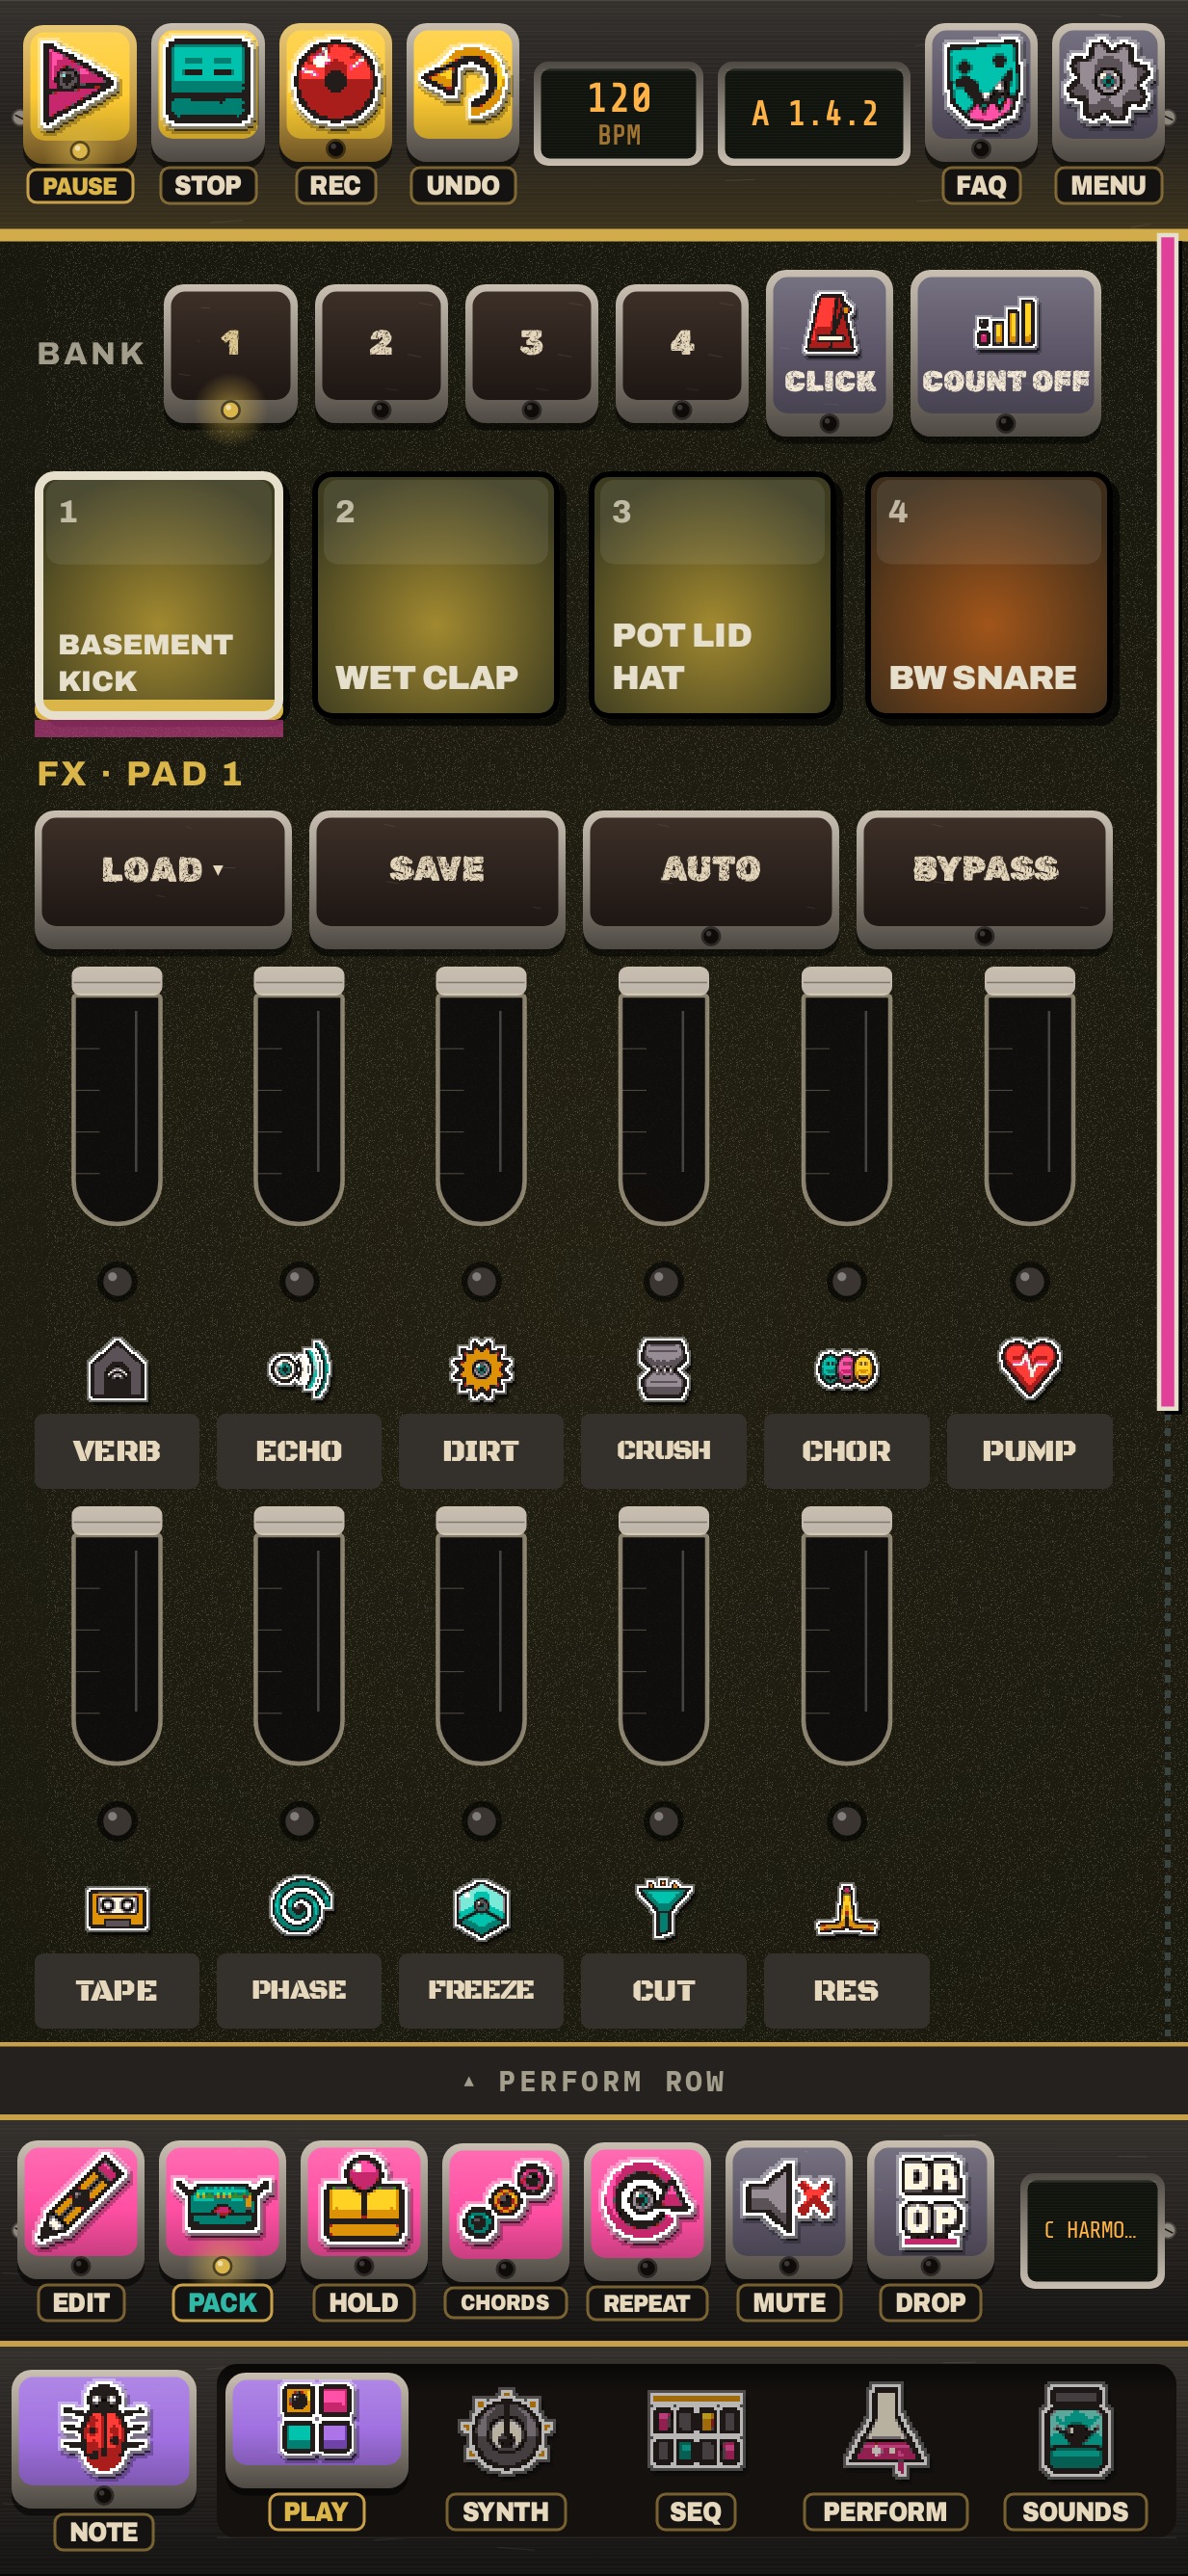 PAUSE STOP REC UNDO 120 BPM A 1.4.2 FAQ MENU
BANK 1 2 3 4 CLICK COUNT OFF
1 2 3 4
BASEMENT KICK
WET CLAP
POT LID HAT
BW SNARE
FX · PAD 1
LOAD ▾ SAVE AUTO BYPASS
VERB ECHO DIRT CRUSH CHOR PUMP
TAPE PHASE FREEZE CUT RES
▴ PERFORM ROW
DR OP
C HARMO…
EDIT PACK HOLD CHORDS REPEAT MUTE DROP
NOTE PLAY SYNTH SEQ PERFORM SOUNDS